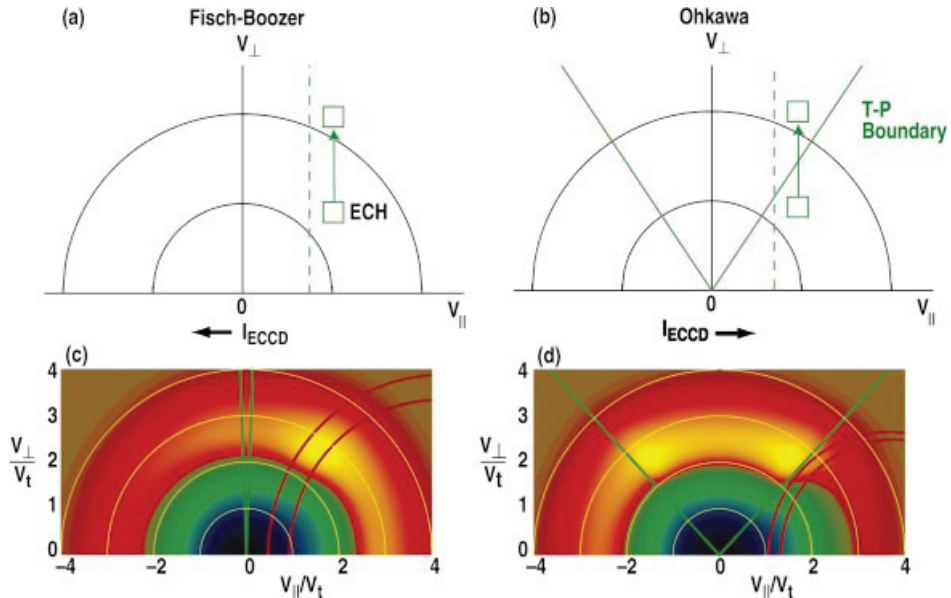 (a)
Fisch-Boozer
V⊥
ECH
0
V||
I_ECCD
(b)
Ohkawa
V⊥
T-P
Boundary
0
V||
I_ECCD
(c)
4
3
2
1
0
V⊥
Vt
–4
–2
0
2
4
V||/Vt
(d)
4
3
2
1
0
V⊥
Vt
–4
–2
0
2
4
V||/Vt